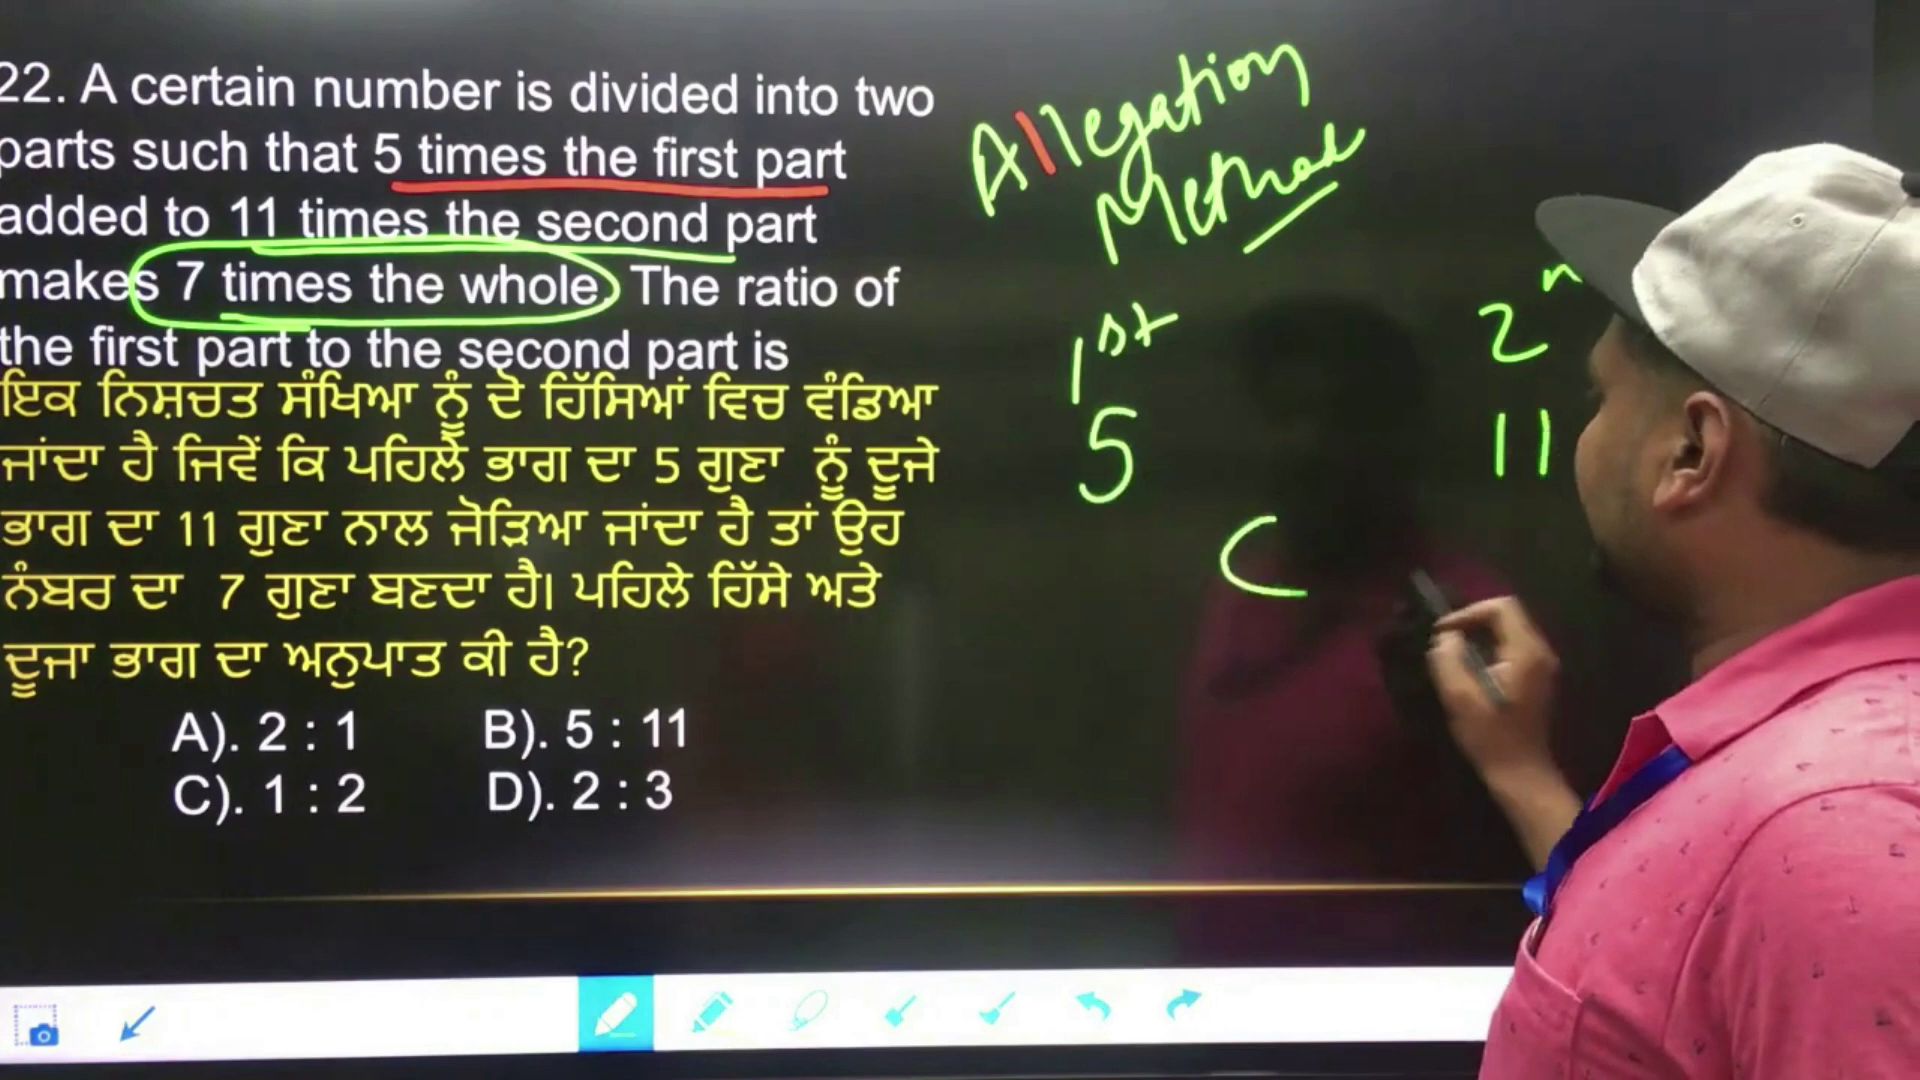 22. A certain number is divided into two
parts such that 5 times the first part
added to 11 times the second part
makes 7 times the whole. The ratio of
the first part to the second part is
ਇਕ ਨਿਸ਼ਚਤ ਸੰਖਿਆ ਨੂੰ ਦੋ ਹਿੱਸਿਆਂ ਵਿਚ ਵੰਡਿਆ
ਜਾਂਦਾ ਹੈ ਜਿਵੇਂ ਕਿ ਪਹਿਲੇ ਭਾਗ ਦਾ 5 ਗੁਣਾ ਨੂੰ ਦੂਜੇ
ਭਾਗ ਦਾ 11 ਗੁਣਾ ਨਾਲ ਜੋੜਿਆ ਜਾਂਦਾ ਹੈ ਤਾਂ ਉਹ
ਨੰਬਰ ਦਾ 7 ਗੁਣਾ ਬਣਦਾ ਹੈ। ਪਹਿਲੇ ਹਿੱਸੇ ਅਤੇ
ਦੂਜਾ ਭਾਗ ਦਾ ਅਨੁਪਾਤ ਕੀ ਹੈ?
A). 2 : 1 B). 5 : 11
C). 1 : 2 D). 2 : 3
Allegation
Method
1st 2n
5 11